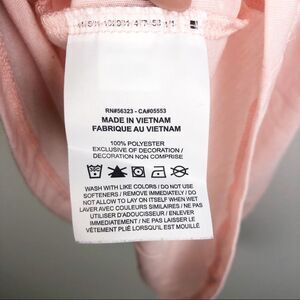 RN#56323 - CA#05553
MADE IN VIETNAM
FABRIQUE AU VIETNAM
100% POLYESTER
EXCLUSIVE OF DECORATION /
DECORATION NON COMPRISE
WASH WITH LIKE COLORS / DO NOT USE
SOFTENERS / REMOVE IMMEDIATELY / DO
NOT ALLOW TO LAY ON ITSELF WHEN WET
LAVER AVEC COULEURS SIMILAIRES / NE PAS
UTILISER D'ADOUCISSEUR / ENLEVER
IMMÉDIATEMENT / NE PAS LAISSER LE
VÊTEMENT PLIÉ LORSQU'IL EST MOUILLÉ